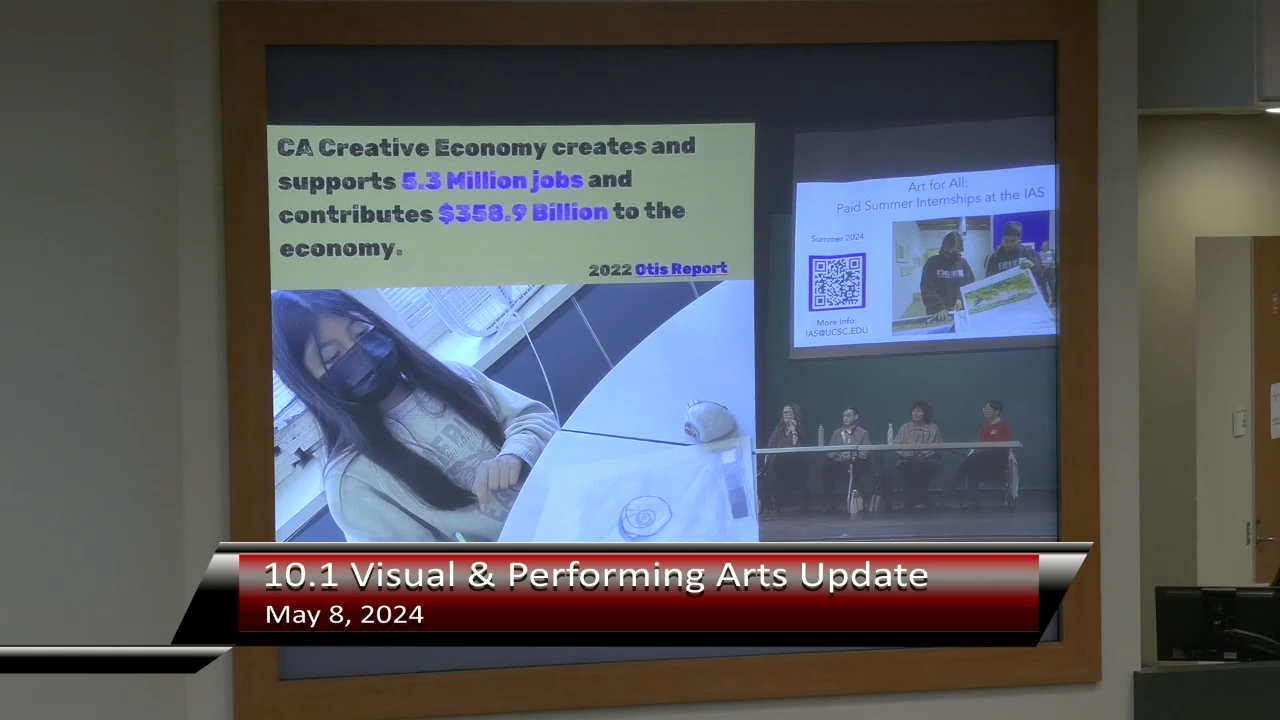 CA Creative Economy creates and
supports 5.3 Million jobs and
contributes $358.9 Billion to the
economy.
2022 Otis Report
Art for All:
Paid Summer Internships at the IAS
Summer 2024
More Info:
IAS@UCSC.EDU
10.1 Visual & Performing Arts Update
May 8, 2024